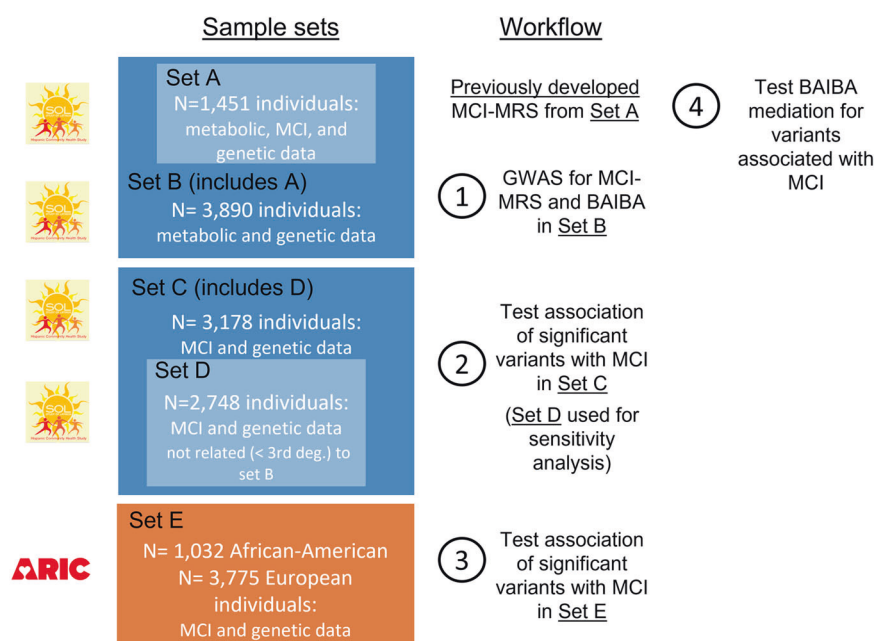 Sample sets
Workflow
Set A
N=1,451 individuals:
metabolic, MCI, and
genetic data
Set B (includes A)
N= 3,890 individuals:
metabolic and genetic data
Set C (includes D)
N= 3,178 individuals:
MCI and genetic data
Set D
N=2,748 individuals:
MCI and genetic data
not related (< 3rd deg.) to
set B
Set E
N= 1,032 African-American
N= 3,775 European
individuals:
MCI and genetic data
SOL
SOL
SOL
SOL
ARIC
Previously developed
MCI-MRS from Set A
1
GWAS for MCI-
MRS and BAIBA
in Set B
2
Test association
of significant
variants with MCI
in Set C
(Set D used for
sensitivity
analysis)
3
Test association
of significant
variants with MCI
in Set E
4
Test BAIBA
mediation for
variants
associated with
MCI